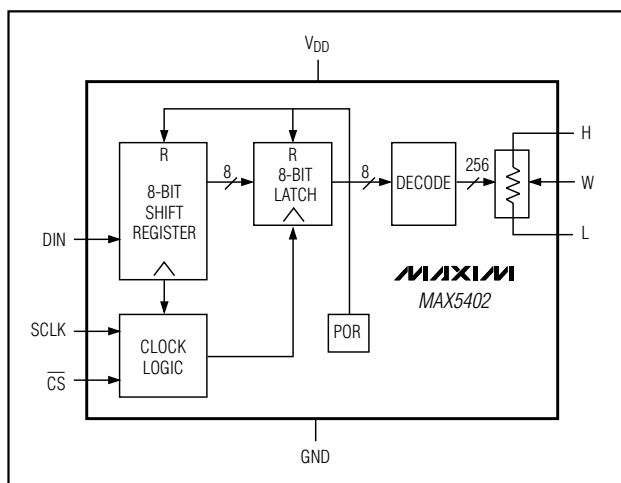 VDD
R
8-BIT
SHIFT
REGISTER
8
R
8-BIT
LATCH
8
DECODE
256
H
W
L
DIN
MAXIM
MAX5402
SCLK
CS
CLOCK
LOGIC
POR
GND